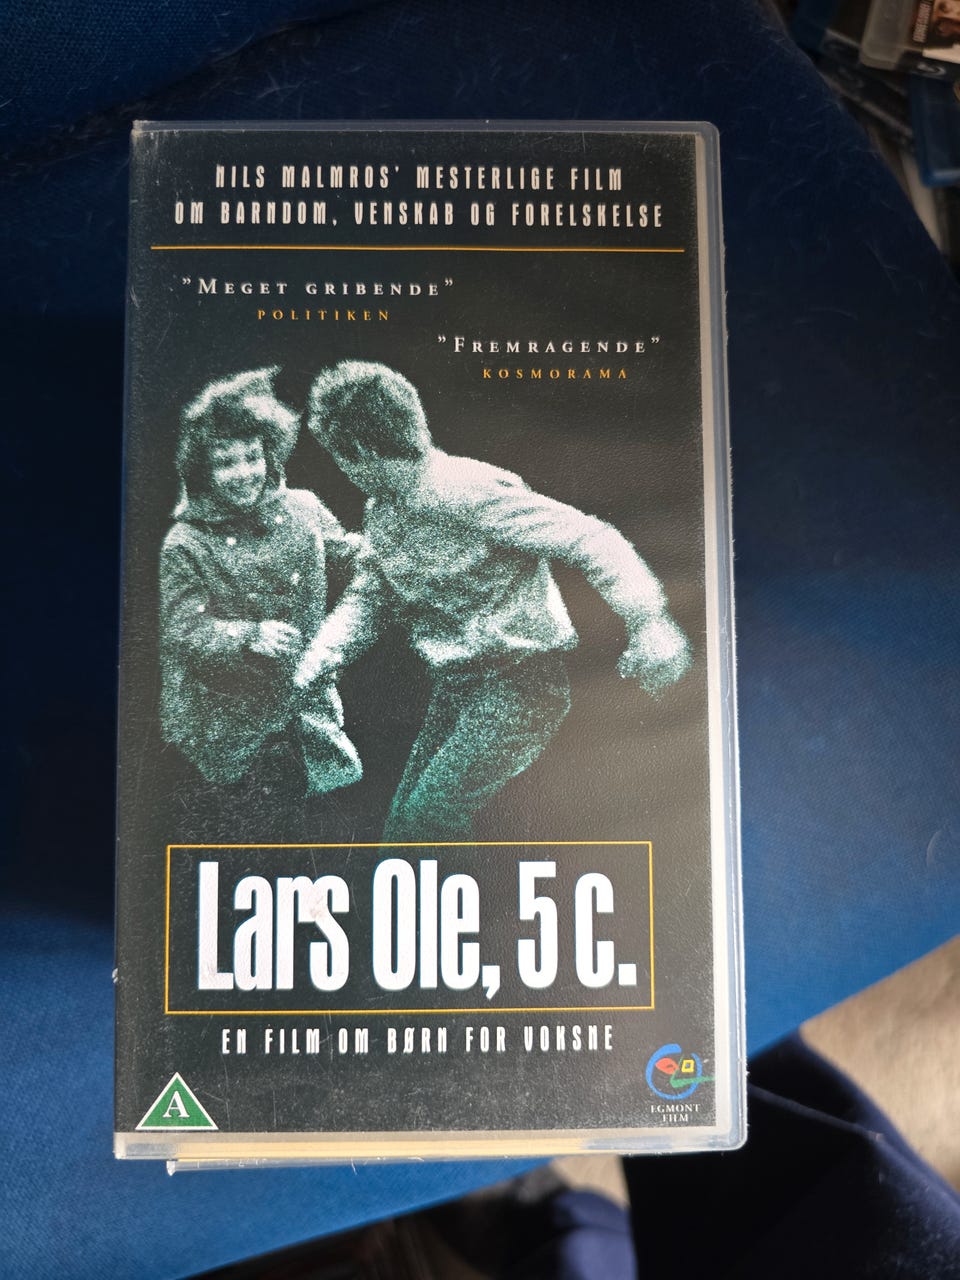 NILS MALMROS' MESTERLIGE FILM
OM BARNDOM, VENSKAB OG FORELSKELSE
"MEGET GRIBENDE"
POLITIKEN
"FREMRAGENDE"
KOSMORAMA
Lars Ole, 5 c.
EN FILM OM BØRN FOR VOKSNE
A
EGMONT
FILM